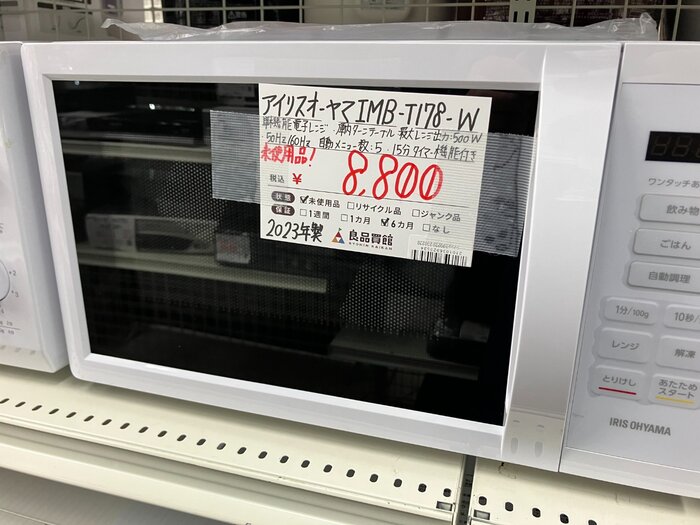 アイリスオーヤマIMB-T178-W
単機能電子レンジ・庫内ターンテーブル 最大レンジ出力:500W
50Hz/60Hz 自動メニュー数:5・15分タイマー機能付き
未使用品!
税込 ¥ 8,800
状態 ☑未使用品 □リサイクル品 □ジャンク品
保証 □1週間 □1カ月 ☑6カ月 □なし
2023年製 良品買館
RYOHIN KAIKAN
ワンタッチあ
飲み物
ごはん
自動調理
1分/100g 10秒/
レンジ 解凍
とりけし あたため
スタート
IRIS OHYAMA